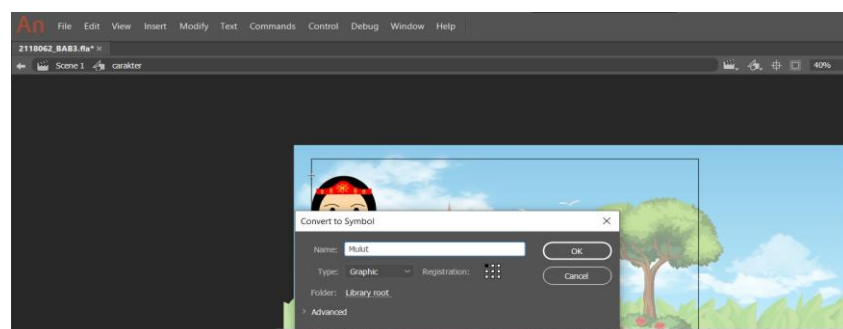 An File Edit View Insert Modify Text Commands Control Debug Window Help
2118062_BAB3.fla* ×
Scene 1 carakter 40%
Convert to Symbol
Name: Mulut OK
Type: Graphic Registration: Cancel
Folder: Library root
Advanced